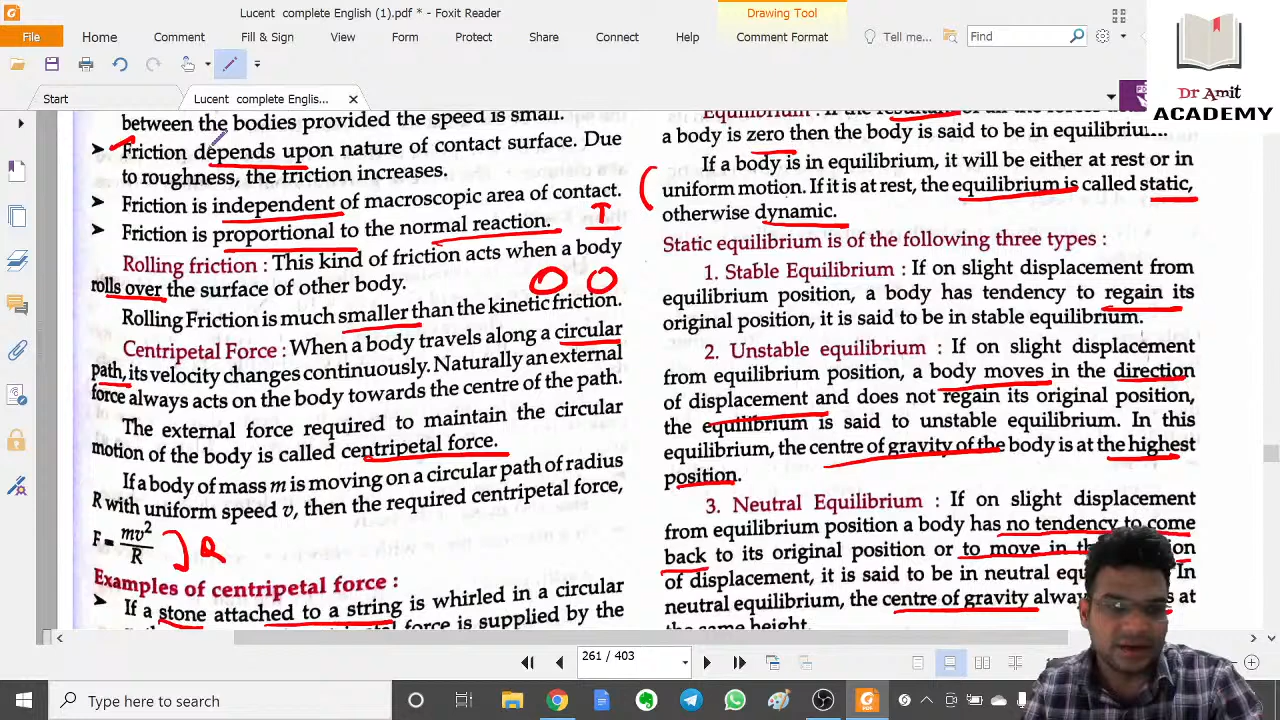 Lucent complete English (1).pdf * - Foxit Reader
Drawing Tool
File Home Comment Fill & Sign View Form Protect Share Connect Help Comment Format Tell me... Find
Start
Lucent complete Englis...
Dr Amit
ACADEMY
between the bodies provided the speed is small.
➤ Friction depends upon nature of contact surface. Due
to roughness, the friction increases.
➤ Friction is independent of macroscopic area of contact.
➤ Friction is proportional to the normal reaction.
Rolling friction : This kind of friction acts when a body
rolls over the surface of other body.
Rolling Friction is much smaller than the kinetic friction.
Centripetal Force : When a body travels along a circular
path, its velocity changes continuously. Naturally an external
force always acts on the body towards the centre of the path.
The external force required to maintain the circular
motion of the body is called centripetal force.
If a body of mass m is moving on a circular path of radius
R with uniform speed v, then the required centripetal force,
F = mv²/R
Examples of centripetal force :
➤ If a stone attached to a string is whirled in a circular
force is supplied by the
a body is zero then the body is said to be in equilibrium...
If a body is in equilibrium, it will be either at rest or in
uniform motion. If it is at rest, the equilibrium is called static,
otherwise dynamic.
Static equilibrium is of the following three types :
1. Stable Equilibrium : If on slight displacement from
equilibrium position, a body has tendency to regain its
original position, it is said to be in stable equilibrium.
2. Unstable equilibrium : If on slight displacement
from equilibrium position, a body moves in the direction
of displacement and does not regain its original position,
the equilibrium is said to unstable equilibrium. In this
equilibrium, the centre of gravity of the body is at the highest
position.
3. Neutral Equilibrium : If on slight displacement
from equilibrium position a body has no tendency to come
back to its original position or to move in
of displacement, it is said to be in neutral In
neutral equilibrium, the centre of gravity at
the same height.
261 / 403
Type here to search